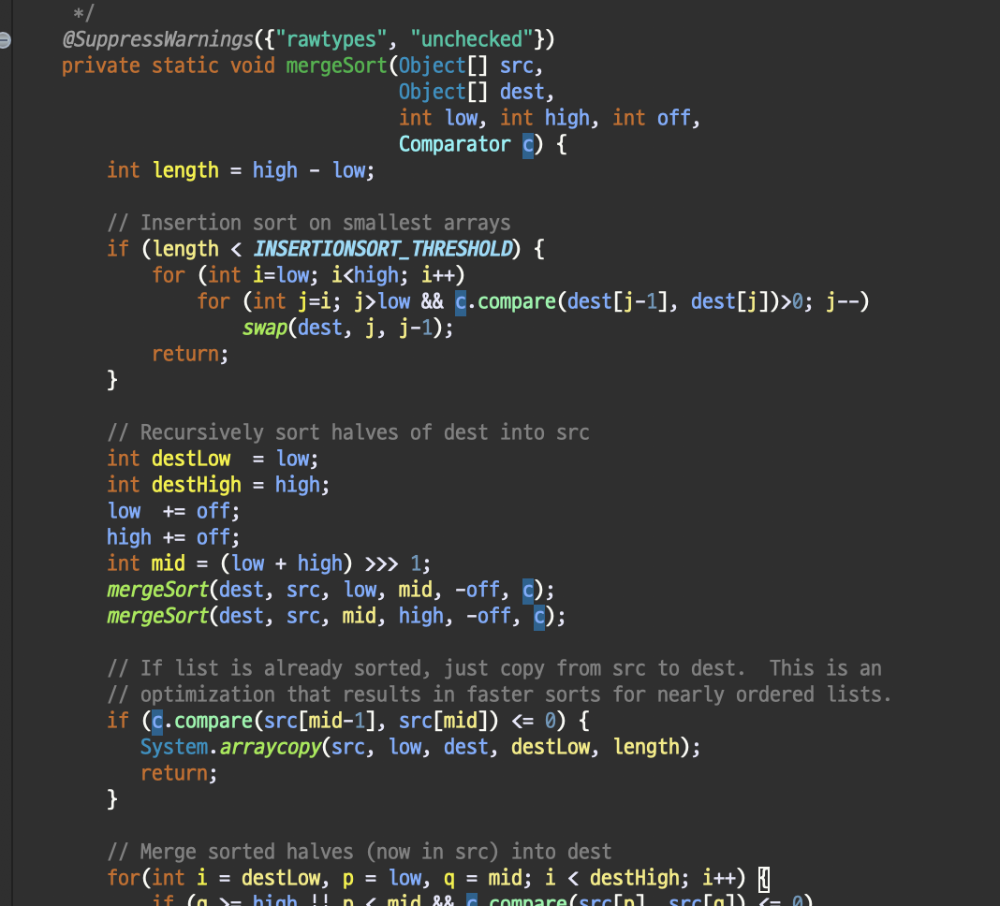 */
@SuppressWarnings({"rawtypes", "unchecked"})
private static void mergeSort(Object[] src,
Object[] dest,
int low, int high, int off,
Comparator c) {
int length = high - low;
// Insertion sort on smallest arrays
if (length < INSERTIONSORT_THRESHOLD) {
for (int i=low; i<high; i++)
for (int j=i; j>low && c.compare(dest[j-1], dest[j])>0; j--)
swap(dest, j, j-1);
return;
}
// Recursively sort halves of dest into src
int destLow  = low;
int destHigh = high;
low  += off;
high += off;
int mid = (low + high) >>> 1;
mergeSort(dest, src, low, mid, -off, c);
mergeSort(dest, src, mid, high, -off, c);
// If list is already sorted, just copy from src to dest.  This is an
// optimization that results in faster sorts for nearly ordered lists.
if (c.compare(src[mid-1], src[mid]) <= 0) {
System.arraycopy(src, low, dest, destLow, length);
return;
}
// Merge sorted halves (now in src) into dest
for(int i = destLow, p = low, q = mid; i < destHigh; i++) {
if (q >= high || p < mid && c.compare(src[p], src[q]) <= 0)